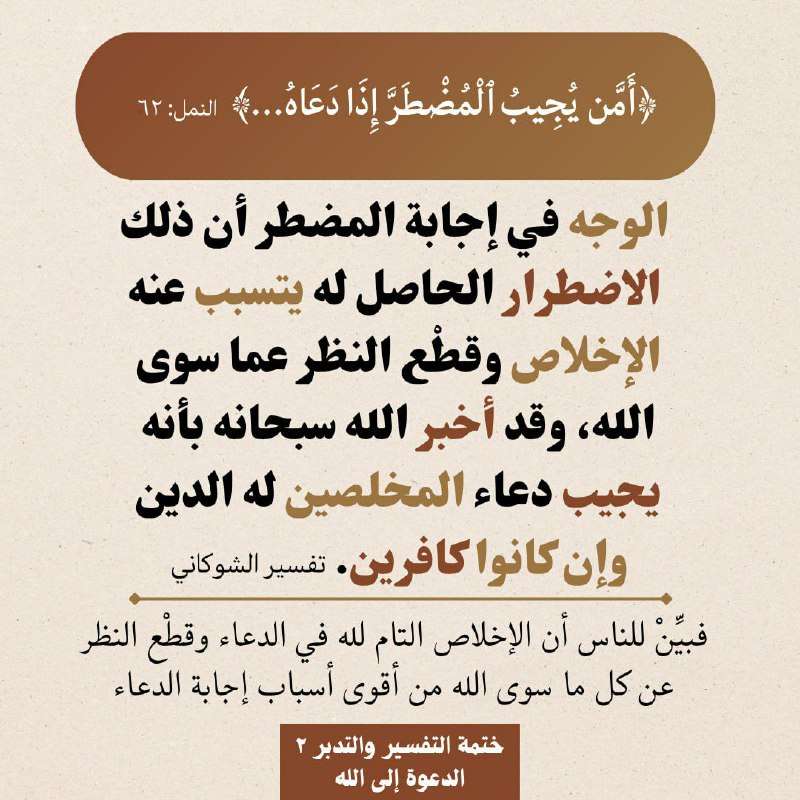 ﴿أَمَّن يُجِيبُ ٱلْمُضْطَرَّ إِذَا دَعَاهُ...﴾ النمل: ٦٢
الوجه في إجابة المضطر أن ذلك
الاضطرار الحاصل له يتسبب عنه
الإخلاص وقطْع النظر عما سوى
الله، وقد أخبر الله سبحانه بأنه
يجيب دعاء المخلصين له الدين
وإن كانوا كافرين. تفسير الشوكاني
فبيِّنْ للناس أن الإخلاص التام لله في الدعاء وقطْع النظر
عن كل ما سوى الله من أقوى أسباب إجابة الدعاء
ختمة التفسير والتدبر ٢
الدعوة إلى الله